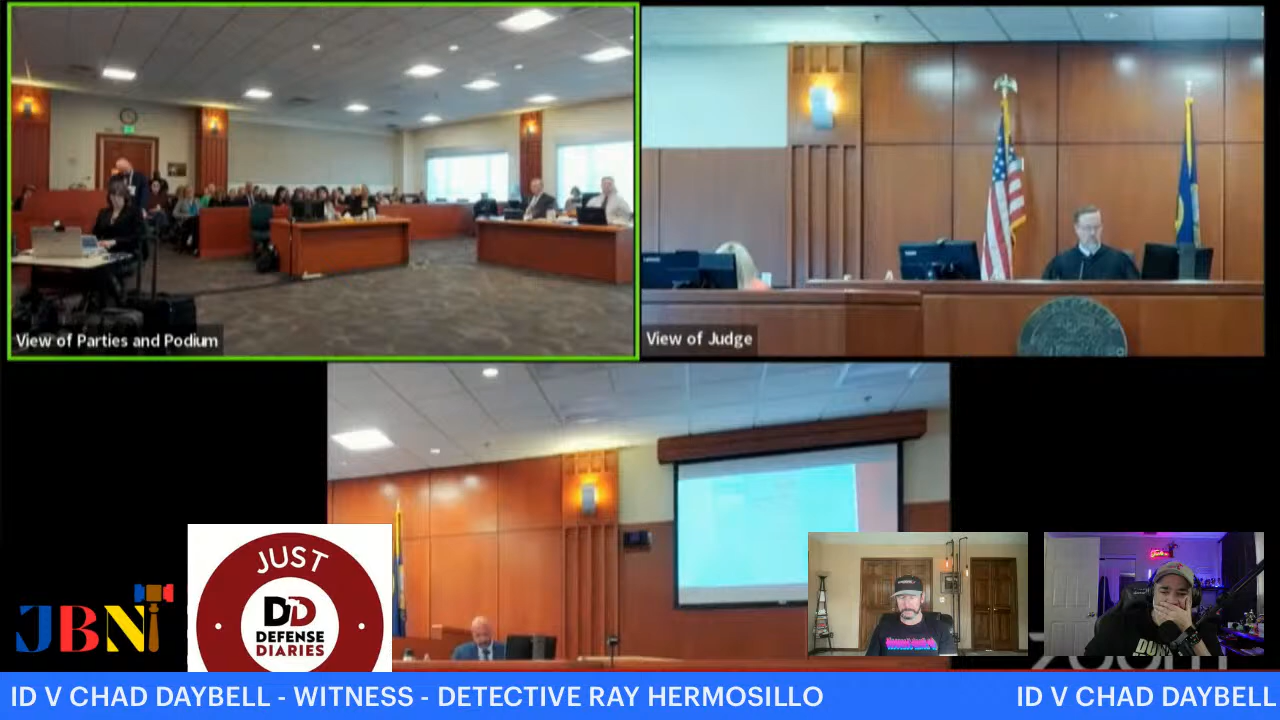 View of Parties and Podium
View of Judge
JBN
JUST
DD
DEFENSE
DIARIES
zoom
ID V CHAD DAYBELL - WITNESS - DETECTIVE RAY HERMOSILLO
ID V CHAD DAYBELL